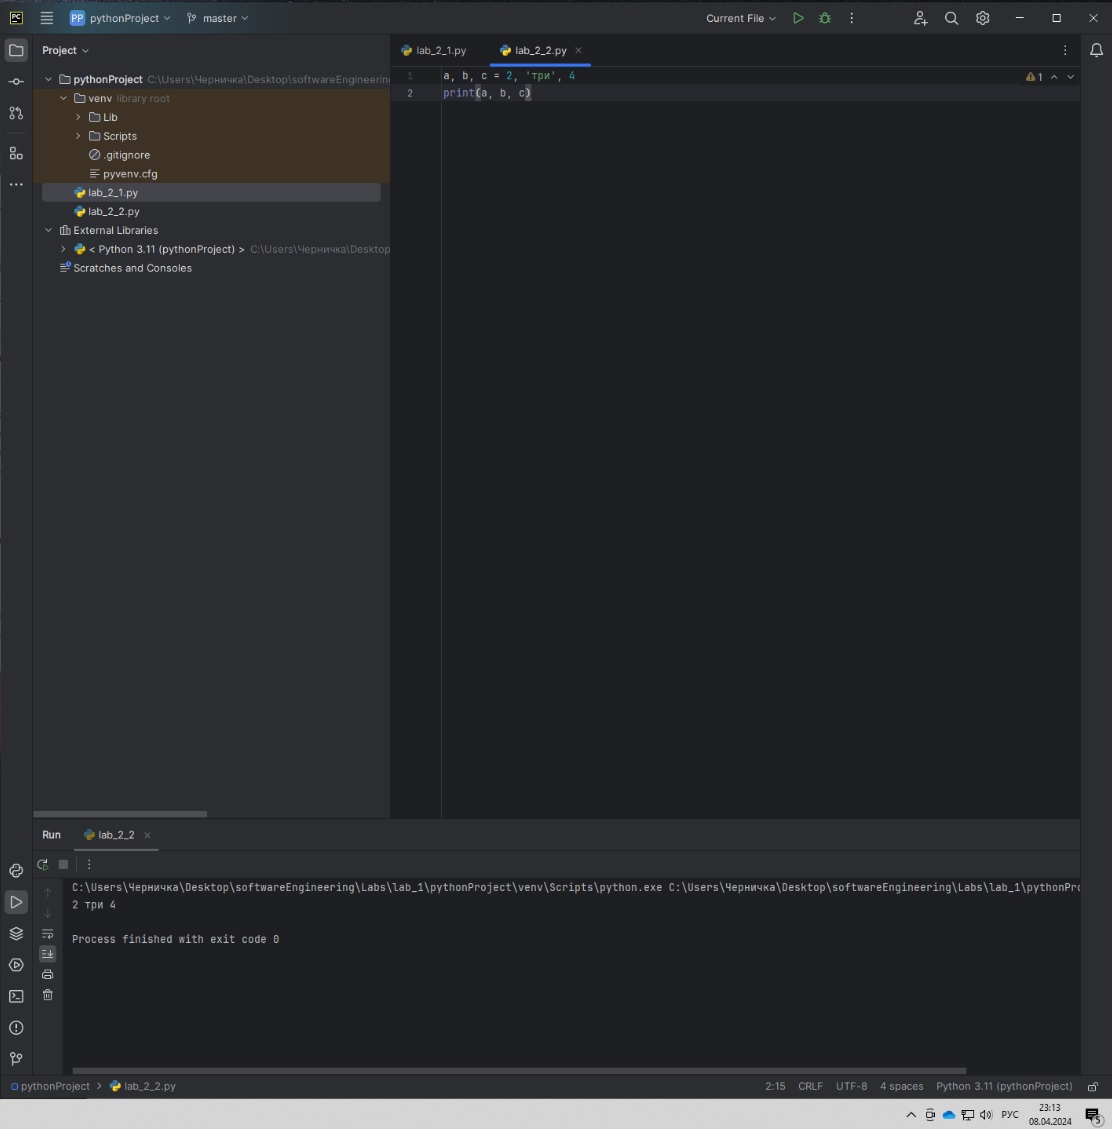 PC
PP pythonProject master Current File
Project
lab_2_1.py lab_2_2.py
pythonProject C:\Users\Черничка\Desktop\softwareEngineerin
1 a, b, c = 2, 'три', 4
1
venv library root
2 print(a, b, c)
Lib
Scripts
.gitignore
pyvenv.cfg
lab_2_1.py
lab_2_2.py
External Libraries
< Python 3.11 (pythonProject) > C:\Users\Черничка\Desktop
Scratches and Consoles
Run lab_2_2
C:\Users\Черничка\Desktop\softwareEngineering\Labs\lab_1\pythonProject\venv\Scripts\python.exe C:\Users\Черничка\Desktop\softwareEngineering\Labs\lab_1\pythonPro
2 три 4
Process finished with exit code 0
pythonProject > lab_2_2.py 2:15 CRLF UTF-8 4 spaces Python 3.11 (pythonProject)
РУС
23:13
08.04.2024
5